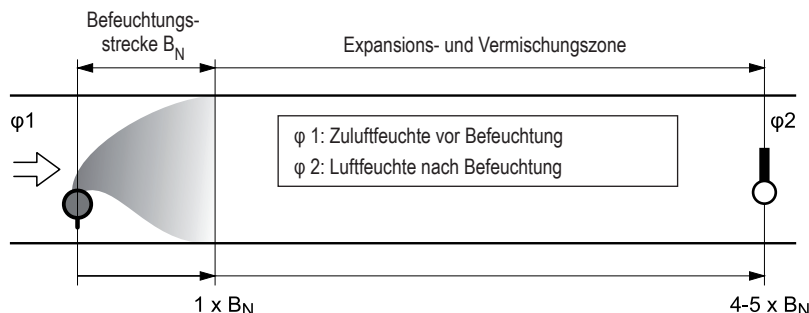 Befeuchtungs-
strecke B_N
Expansions- und Vermischungszone
φ1
φ2
φ 1: Zuluftfeuchte vor Befeuchtung
φ 2: Luftfeuchte nach Befeuchtung
1 x B_N
4-5 x B_N